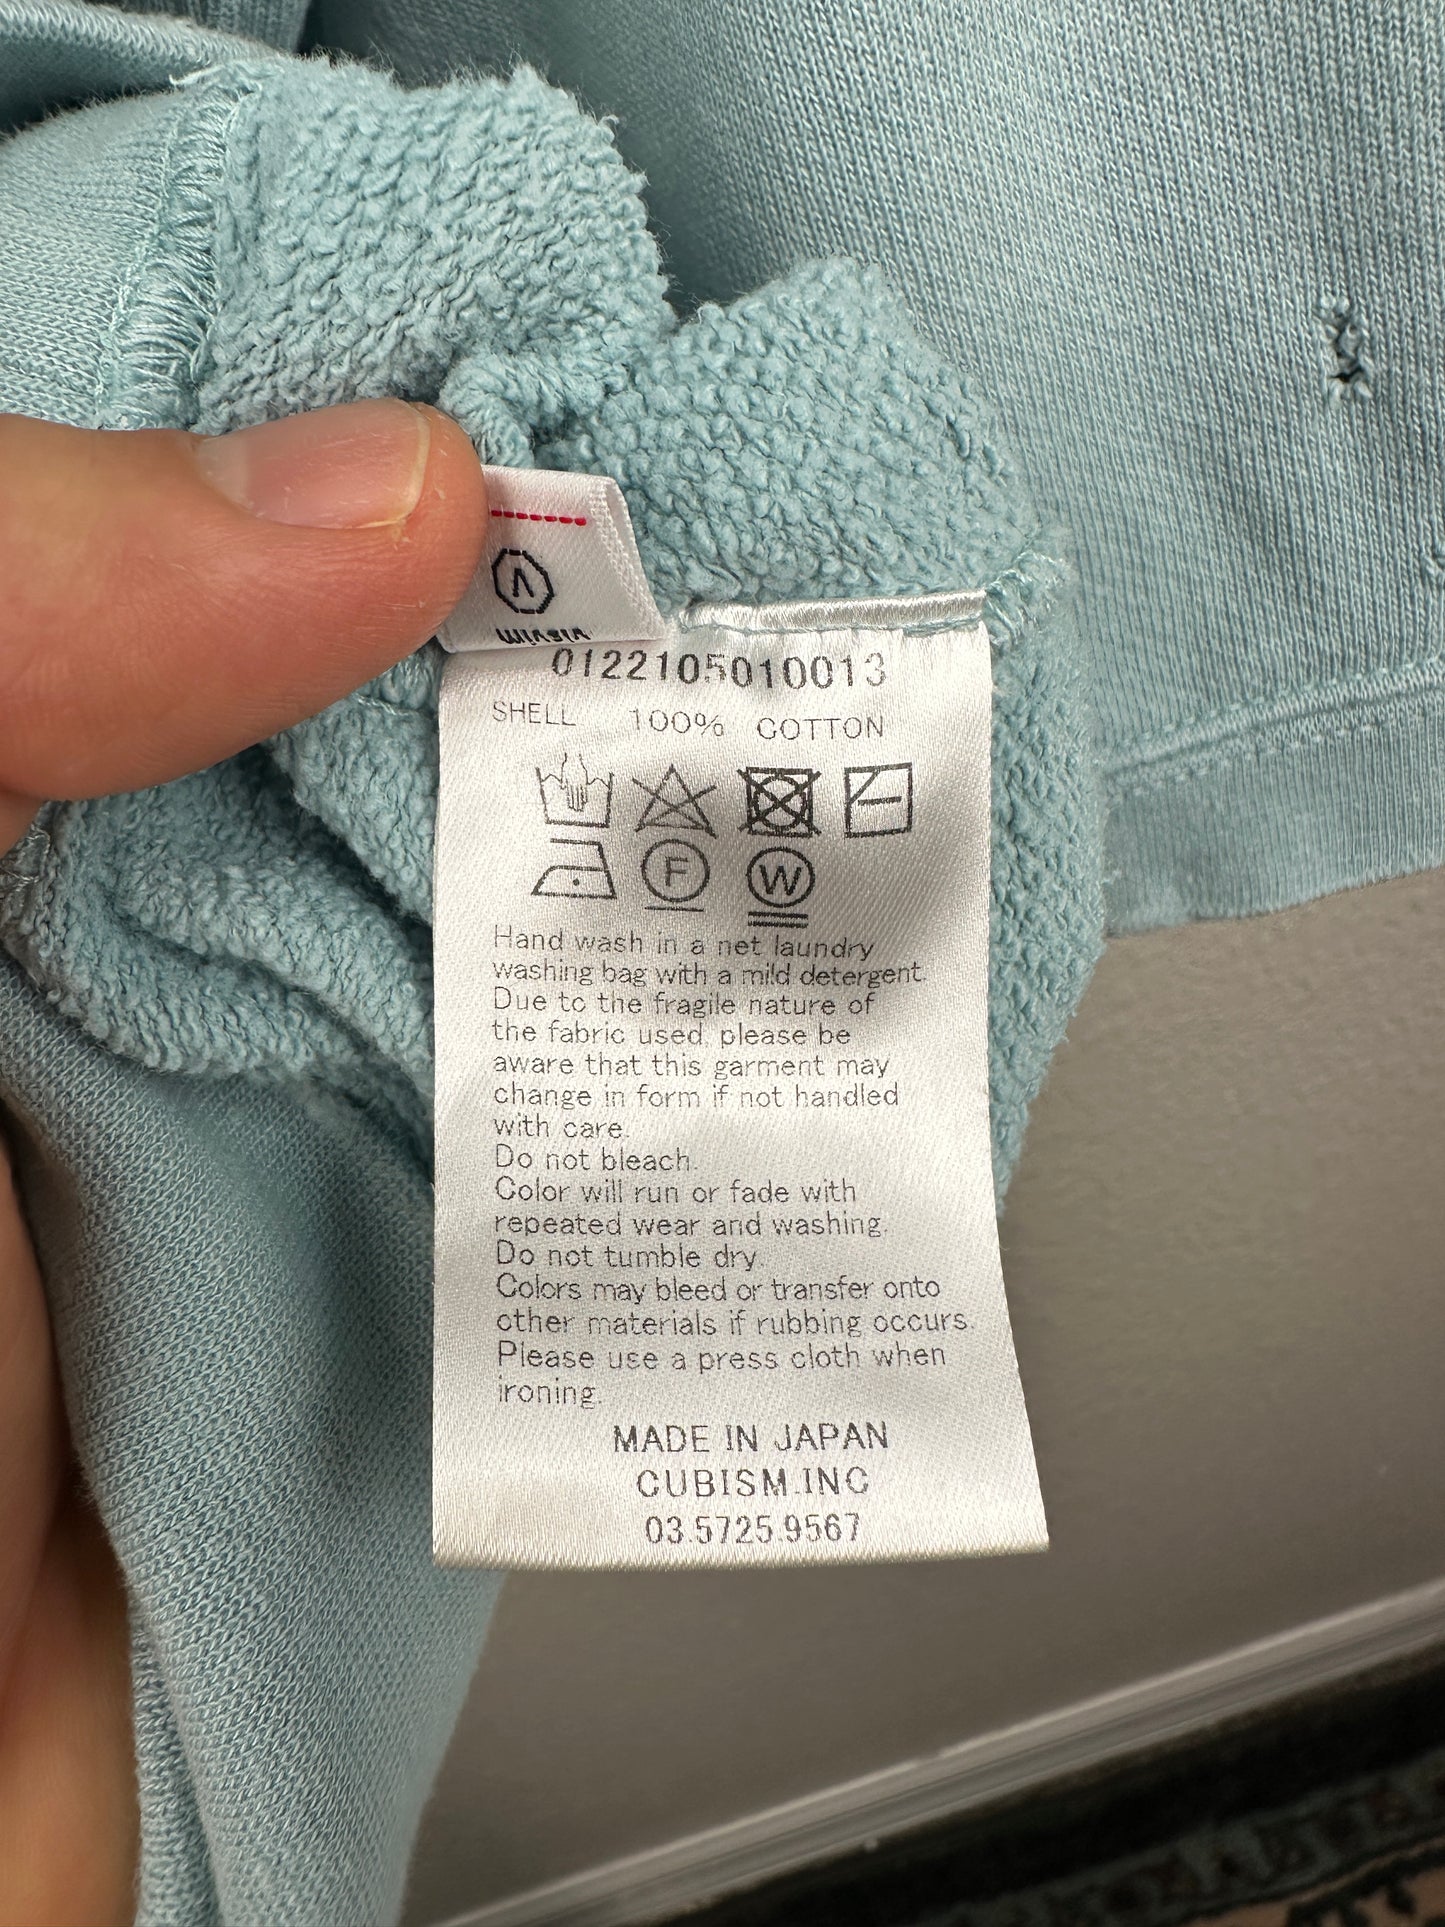 0122105010013
SHELL 100% COTTON
F W
Hand wash in a net laundry
washing bag with a mild detergent.
Due to the fragile nature of
the fabric used, please be
aware that this garment may
change in form if not handled
with care.
Do not bleach.
Color will run or fade with
repeated wear and washing.
Do not tumble dry.
Colors may bleed or transfer onto
other materials if rubbing occurs.
Please use a press cloth when
ironing.
MADE IN JAPAN
CUBISM.INC
03.5725.9567